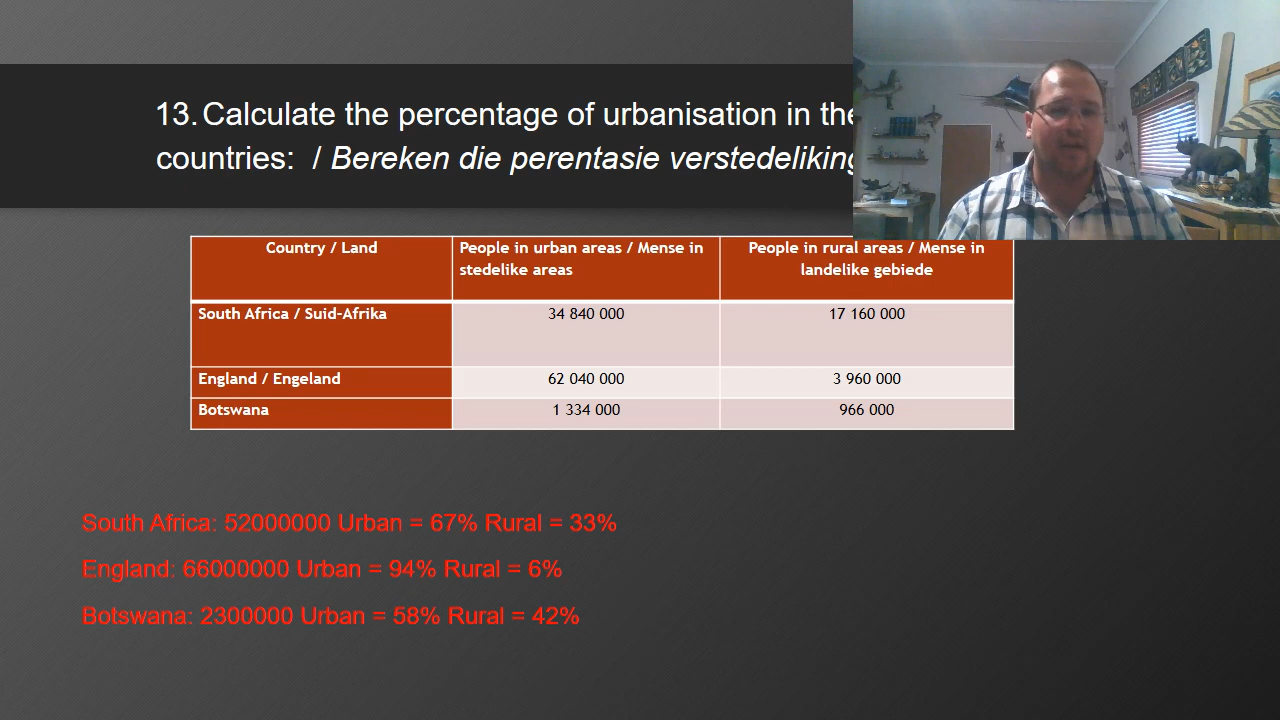 13. Calculate the percentage of urbanisation in the
countries: / Bereken die perentasie verstedeliking
Country / Land
People in urban areas / Mense in
stedelike areas
People in rural areas / Mense in
landelike gebiede
South Africa / Suid-Afrika 34 840 000 17 160 000
England / Engeland 62 040 000 3 960 000
Botswana 1 334 000 966 000
South Africa: 52000000 Urban = 67% Rural = 33%
England: 66000000 Urban = 94% Rural = 6%
Botswana: 2300000 Urban = 58% Rural = 42%